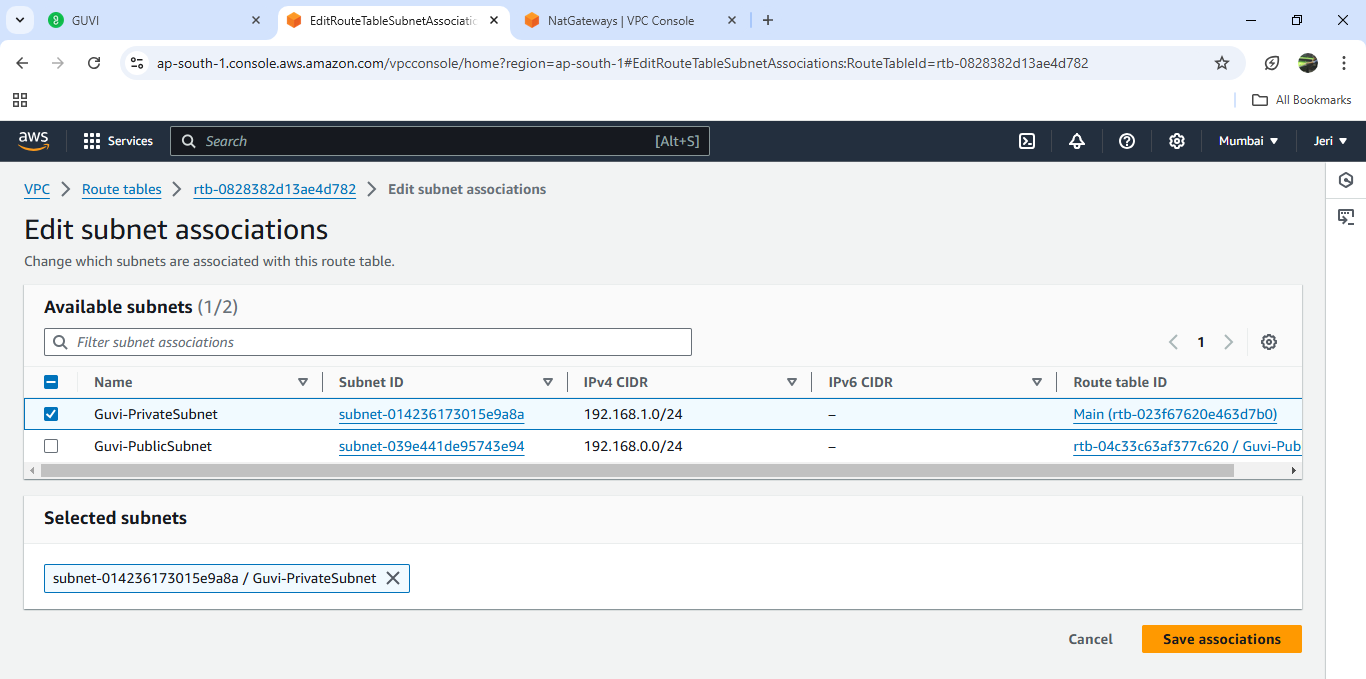 GUVI
EditRouteTableSubnetAssociatio
NatGateways | VPC Console
ap-south-1.console.aws.amazon.com/vpcconsole/home?region=ap-south-1#EditRouteTableSubnetAssociations:RouteTableId=rtb-0828382d13ae4d782
All Bookmarks
aws
Services
Search
[Alt+S]
Mumbai
Jeri
VPC
Route tables
rtb-0828382d13ae4d782
Edit subnet associations
Edit subnet associations
Change which subnets are associated with this route table.
Available subnets (1/2)
Filter subnet associations
1
Name Subnet ID IPv4 CIDR IPv6 CIDR Route table ID
Guvi-PrivateSubnet subnet-014236173015e9a8a 192.168.1.0/24 – Main (rtb-023f67620e463d7b0)
Guvi-PublicSubnet subnet-039e441de95743e94 192.168.0.0/24 – rtb-04c33c63af377c620 / Guvi-Pub
Selected subnets
subnet-014236173015e9a8a / Guvi-PrivateSubnet
Cancel
Save associations